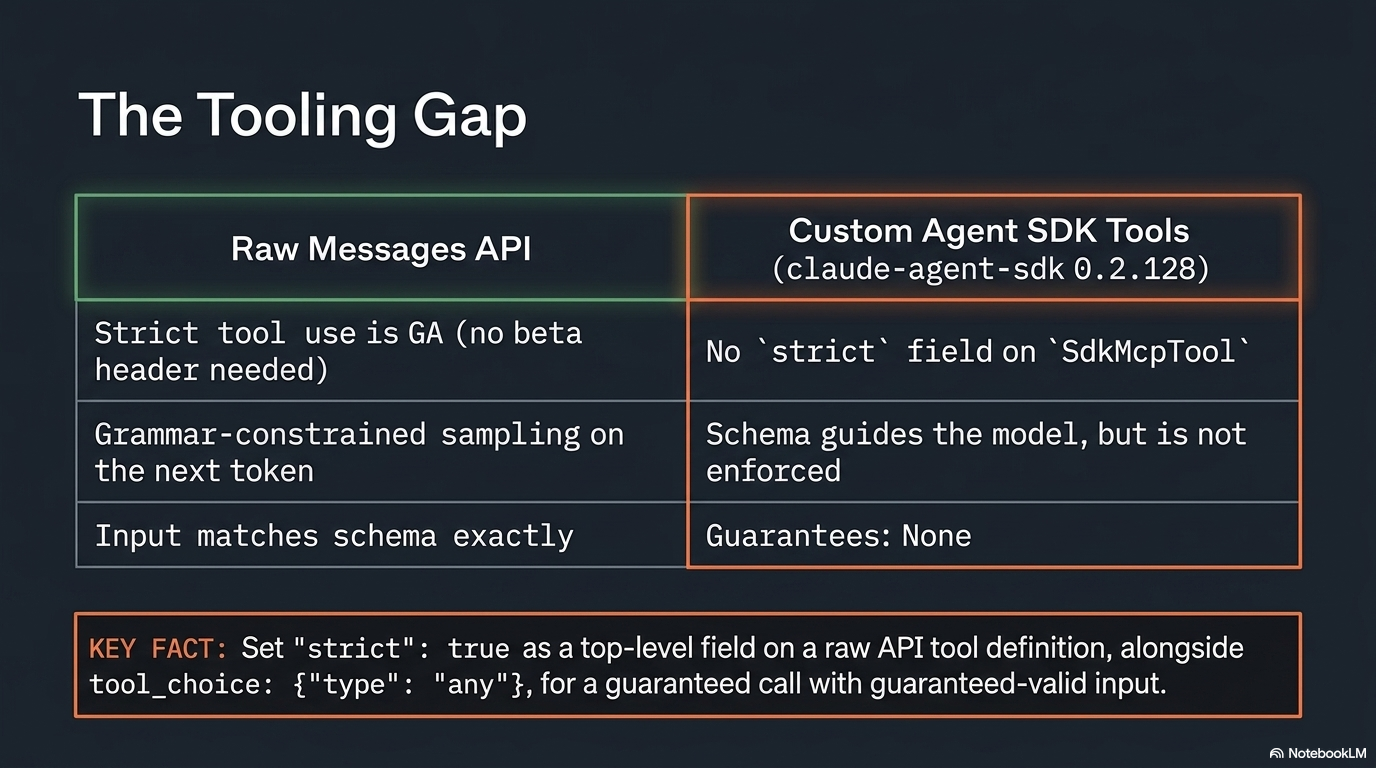 The Tooling Gap
Raw Messages API
Custom Agent SDK Tools
(claude-agent-sdk 0.2.128)
Strict tool use is GA (no beta
header needed)
No `strict` field on `SdkMcpTool`
Grammar-constrained sampling on
the next token
Schema guides the model, but is not
enforced
Input matches schema exactly
Guarantees: None
KEY FACT: Set "strict": true as a top-level field on a raw API tool definition, alongside
tool_choice: {"type": "any"}, for a guaranteed call with guaranteed-valid input.
NotebookLM